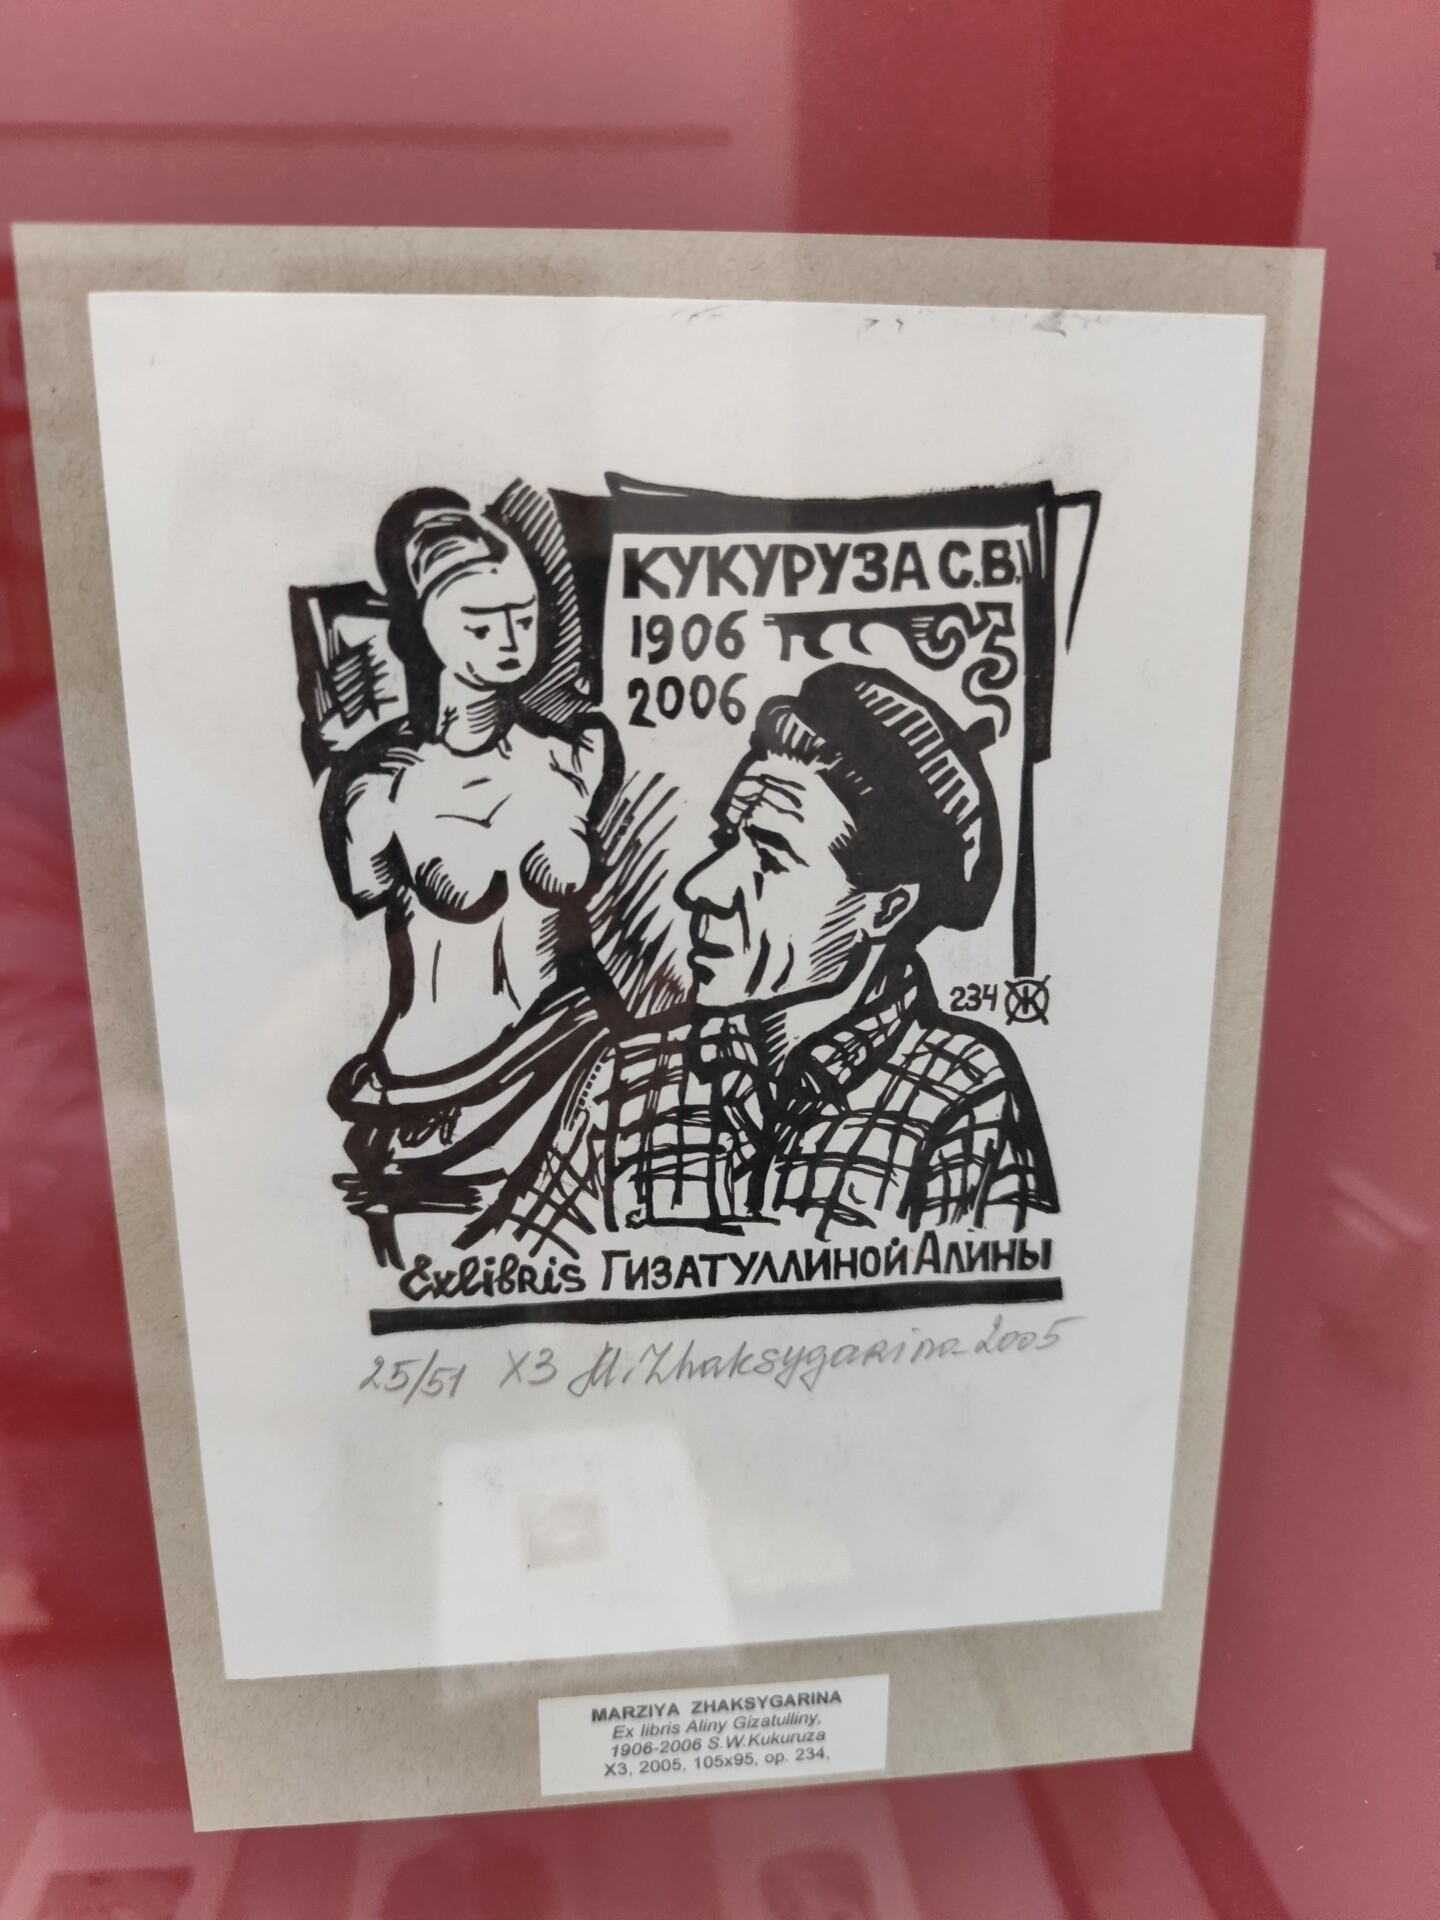 КУКУРУЗА С.В.
1906
2006
234 Ж
Exlibris ГИЗАТУЛЛИНОЙ АЛИНЫ
25/51 X3 M. Zhaksygarina 2005
MARZIYA ZHAKSYGARINA
Ex libris Aliny Gizatulliny,
1906-2006 S.W.Kukuruza
X3, 2005, 105x95, op. 234,